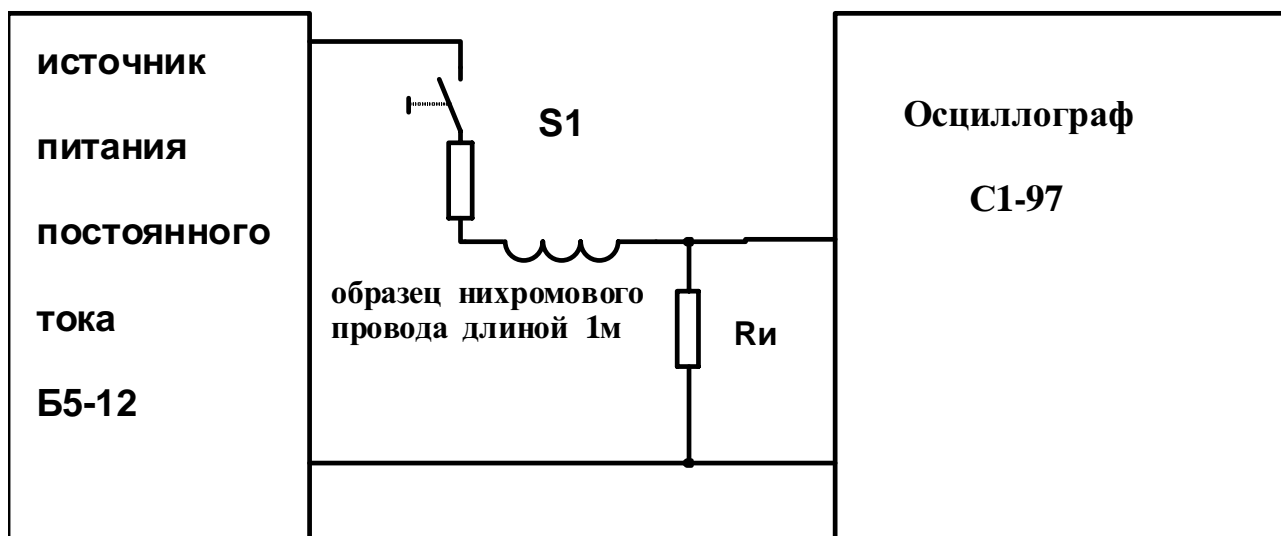 источник
питания
постоянного
тока
Б5-12
S1
образец нихромового
провода длиной 1м
Rи
Осциллограф
С1-97